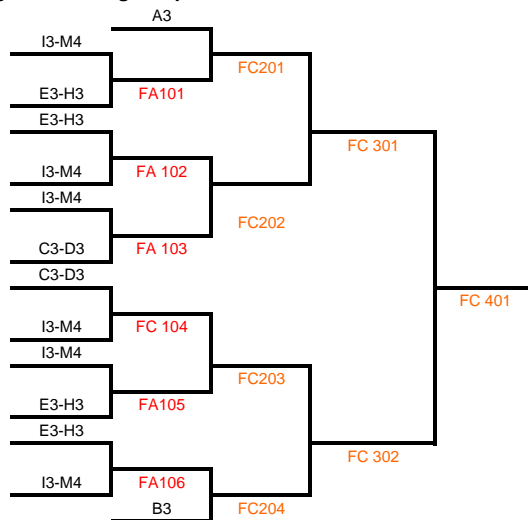 A3
I3-M4
FC201
E3-H3
FA101
E3-H3
FC 301
I3-M4
FA 102
I3-M4
FC202
C3-D3
FA 103
C3-D3
FC 401
I3-M4
FC 104
I3-M4
FC203
E3-H3
FA105
E3-H3
FC 302
I3-M4
FA106
B3
FC204